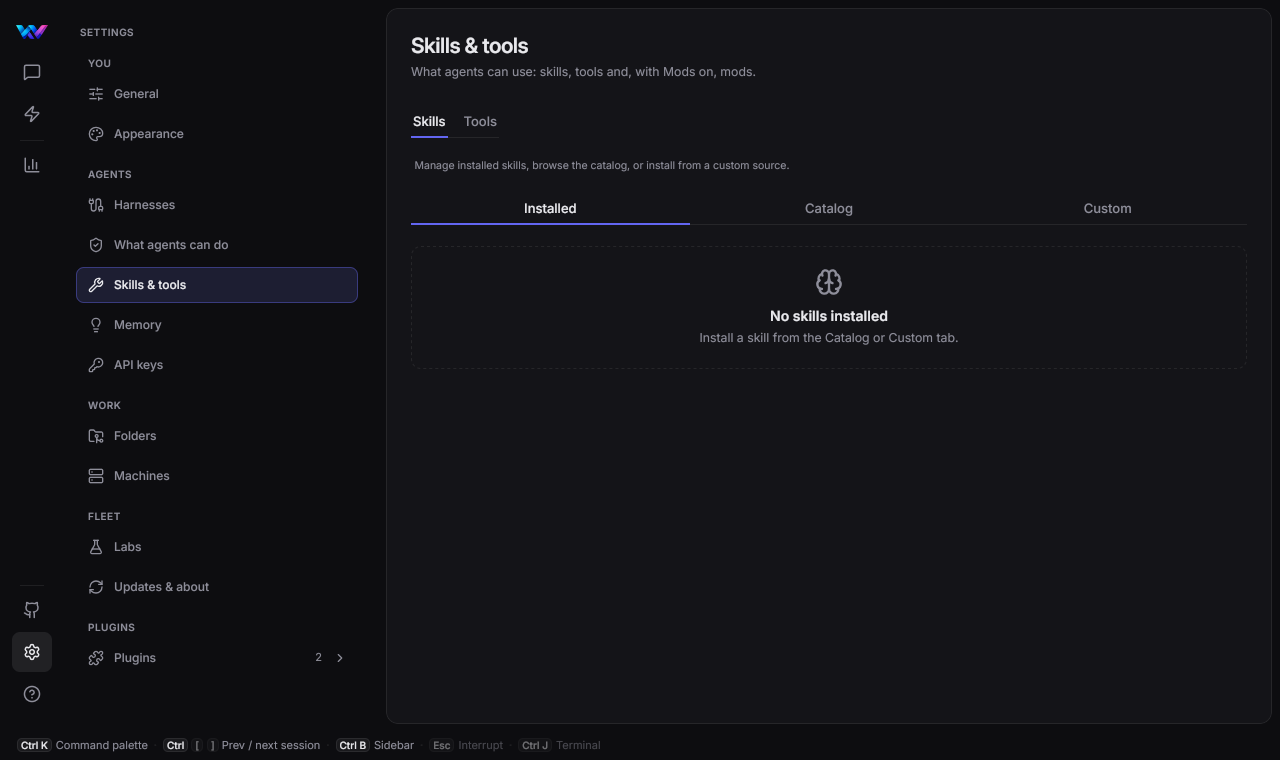 SETTINGS
YOU
General
Appearance
AGENTS
Harnesses
What agents can do
Skills & tools
Memory
API keys
WORK
Folders
Machines
FLEET
Labs
Updates & about
PLUGINS
Plugins 2
Skills & tools
What agents can use: skills, tools and, with Mods on, mods.
Skills Tools
Manage installed skills, browse the catalog, or install from a custom source.
Installed Catalog Custom
No skills installed
Install a skill from the Catalog or Custom tab.
Ctrl K Command palette · Ctrl [ ] Prev / next session · Ctrl B Sidebar · Esc Interrupt · Ctrl J Terminal